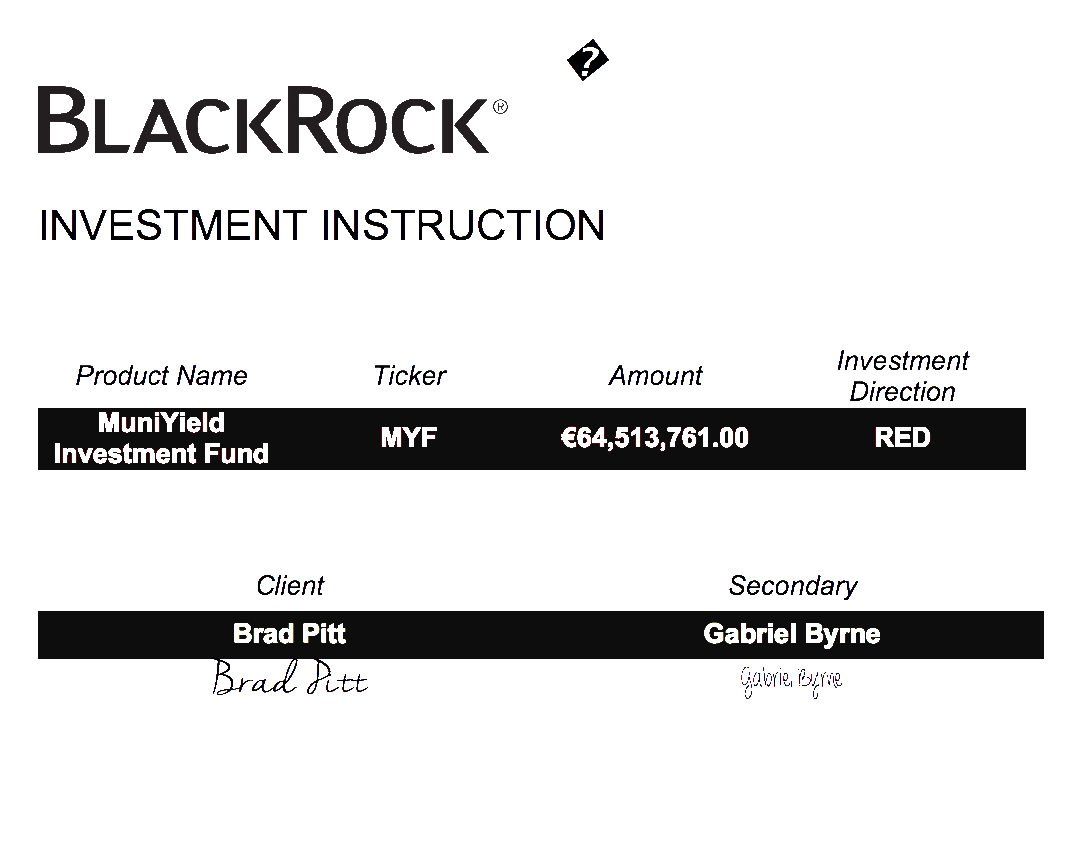 �
BLACKROCK®
INVESTMENT INSTRUCTION
Product Name Ticker Amount Investment Direction
MuniYield Investment Fund MYF €64,513,761.00 RED
Client Secondary
Brad Pitt Gabriel Byrne
Brad Pitt Gabriel Byrne